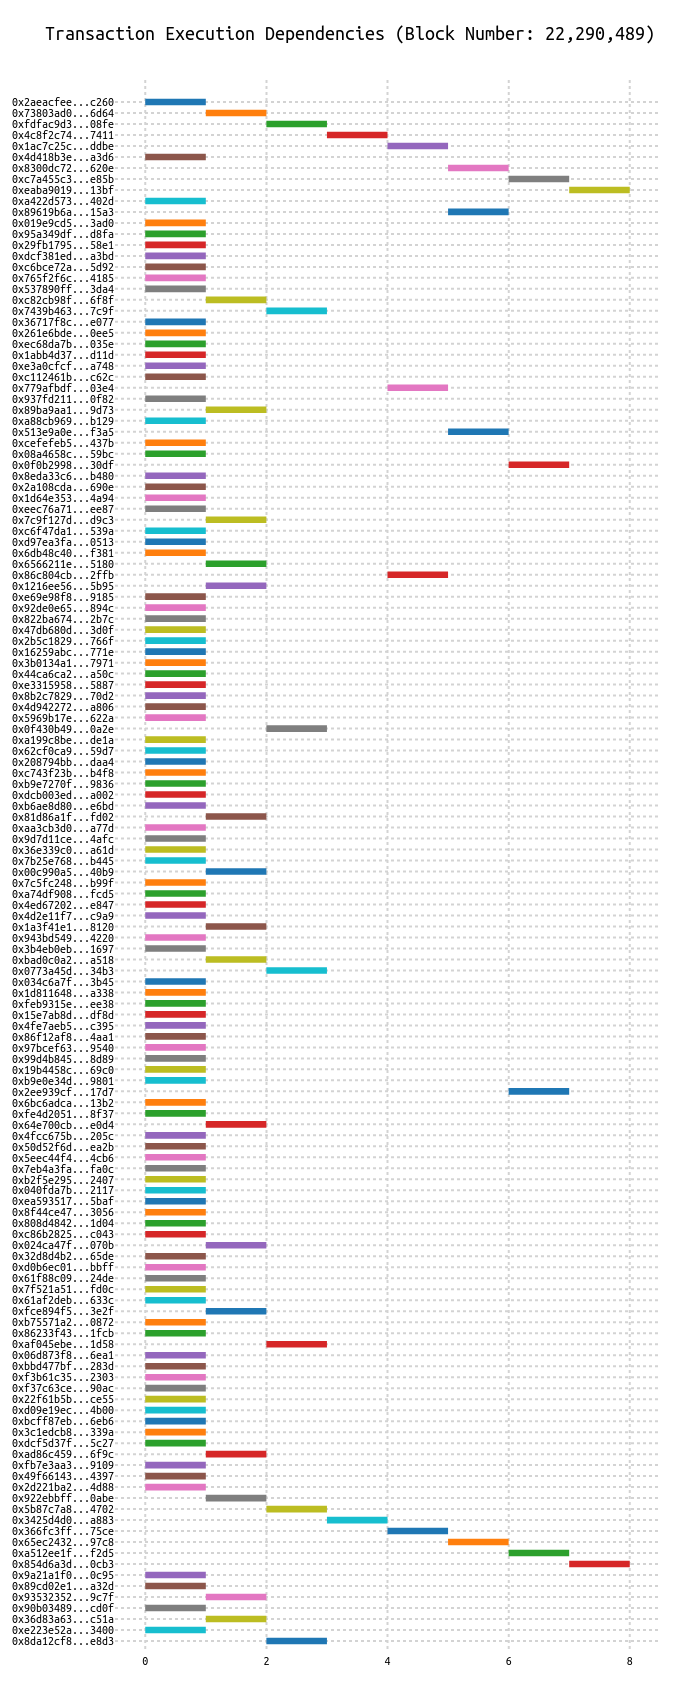 Transaction Execution Dependencies (Block Number: 22,290,489)
0x2aeacfee...c260
0x73803ad0...6d64
0xfdfac9d3...08fe
0x4c8f2c74...7411
0x1ac7c25c...ddbe
0x4d418b3e...a3d6
0x8300dc72...620e
0xc7a455c3...e85b
0xeaba9019...13bf
0xa422d573...402d
0x89619b6a...15a3
0x019e9cd5...3ad0
0x95a349df...d8fa
0x29fb1795...58e1
0xdcf381ed...a3bd
0xc6bce72a...5d92
0x765f2f6c...4185
0x537890ff...3da4
0xc82cb98f...6f8f
0x7439b463...7c9f
0x36717f8c...e077
0x261e6bde...0ee5
0xec68da7b...035e
0x1abb4d37...d11d
0xe3a0cfcf...a748
0xc112461b...c62c
0x779afbdf...03e4
0x937fd211...0f82
0x89ba9aa1...9d73
0xa88cb969...b129
0x513e9a0e...f3a5
0xcefefeb5...437b
0x08a4658c...59bc
0x0f0b2998...30df
0x8eda33c6...b480
0x2a108cda...690e
0x1d64e353...4a94
0xeec76a71...ee87
0x7c9f127d...d9c3
0xc6f47da1...539a
0xd97ea3fa...0513
0x6db48c40...f381
0x6566211e...5180
0x86c804cb...2ffb
0x1216ee56...5b95
0xe69e98f8...9185
0x92de0e65...894c
0x822ba674...2b7c
0x47db680d...3d0f
0x2b5c1829...766f
0x16259abc...771e
0x3b0134a1...7971
0x44ca6ca2...a50c
0xe3315958...5887
0x8b2c7829...70d2
0x4d942272...a806
0x5969b17e...622a
0x0f430b49...0a2e
0xa199c8be...de1a
0x62cf0ca9...59d7
0x208794bb...daa4
0xc743f23b...b4f8
0xb9e7270f...9836
0xdcb003ed...a002
0xb6ae8d80...e6bd
0x81d86a1f...fd02
0xaa3cb3d0...a77d
0x9d7d11ce...4afc
0x36e339c0...a61d
0x7b25e768...b445
0x00c990a5...40b9
0x7c5fc248...b99f
0xa74df908...fcd5
0x4ed67202...e847
0x4d2e11f7...c9a9
0x1a3f41e1...8120
0x943bd549...4220
0x3b4eb0eb...1697
0xbad0c0a2...a518
0x0773a45d...34b3
0x034c6a7f...3b45
0x1d811648...a338
0xfeb9315e...ee38
0x15e7ab8d...df8d
0x4fe7aeb5...c395
0x86f12af8...4aa1
0x97bcef63...9540
0x99d4b845...8d89
0x19b4458c...69c0
0xb9e0e34d...9801
0x2ee939cf...17d7
0x6bc6adca...13b2
0xfe4d2051...8f37
0x64e700cb...e0d4
0x4fcc675b...205c
0x50d52f6d...ea2b
0x5eec44f4...4cb6
0x7eb4a3fa...fa0c
0xb2f5e295...2407
0x040fda7b...2117
0xea593517...5baf
0x8f44ce47...3056
0x808d4842...1d04
0xc86b2825...c043
0x024ca47f...070b
0x32d8d4b2...65de
0xd0b6ec01...bbff
0x61f88c09...24de
0x7f521a51...fd0c
0x61af2deb...633c
0xfce894f5...3e2f
0xb75571a2...0872
0x86233f43...1fcb
0xaf045ebe...1d58
0x06d873f8...6ea1
0xbbd477bf...283d
0xf3b61c35...2303
0xf37c63ce...90ac
0x22f61b5b...ce55
0xd09e19ec...4b00
0xbcff87eb...6eb6
0x3c1edcb8...339a
0xdcf5d37f...5c27
0xad86c459...6f9c
0xfb7e3aa3...9109
0x49f66143...4397
0x2d221ba2...4d88
0x922ebbff...0abe
0x5b87c7a8...4702
0x3425d4d0...a883
0x366fc3ff...75ce
0x65ec2432...97c8
0xa512ee1f...f2d5
0x854d6a3d...0cb3
0x9a21a1f0...0c95
0x89cd02e1...a32d
0x93532352...9c7f
0x90b03489...cd0f
0x36d83a63...c51a
0xe223e52a...3400
0x8da12cf8...e8d3
0 2 4 6 8